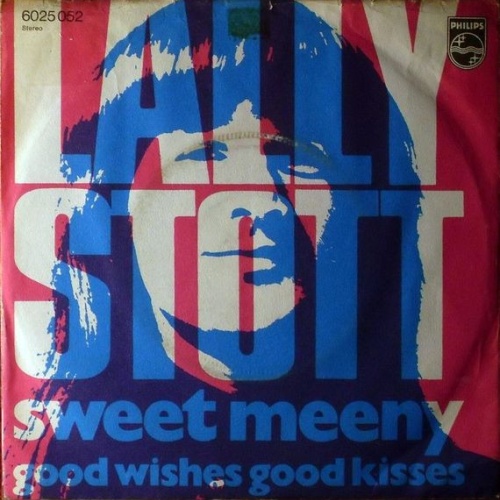 6025 052
Stereo
PHILIPS
LALLY
STOTT
sweet meeny
good wishes good kisses